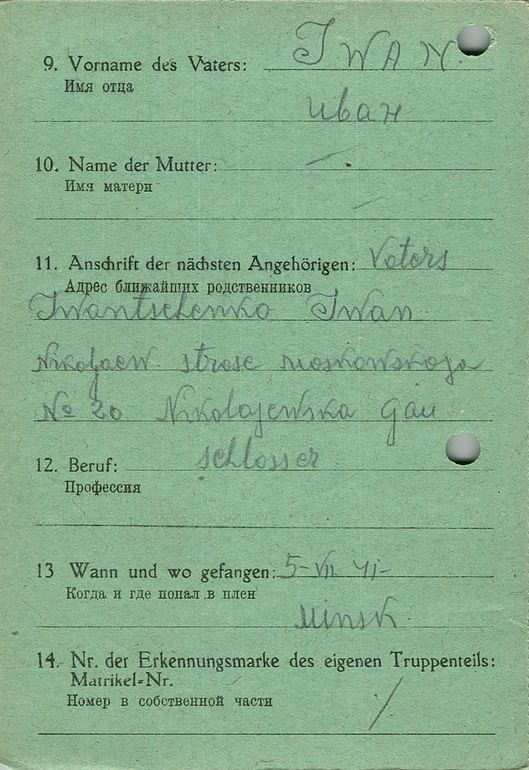 9. Vorname des Vaters: IWAN
Имя отца
Иван
10. Name der Mutter: —
Имя матери —
11. Anschrift der nächsten Angehörigen: Vaters
Адрес ближайших родственников
Iwantschenko Iwan
Nikoljaew. strase moskowskaja
No 20 Nikolajewska Gau
12. Beruf: schlosser
Профессия
13 Wann und wo gefangen: 5-VII 41-
Когда и где попал в плен
Minsk.
14. Nr. der Erkennungsmarke des eigenen Truppenteils:
Matrikel-Nr.
Номер в собственной части /